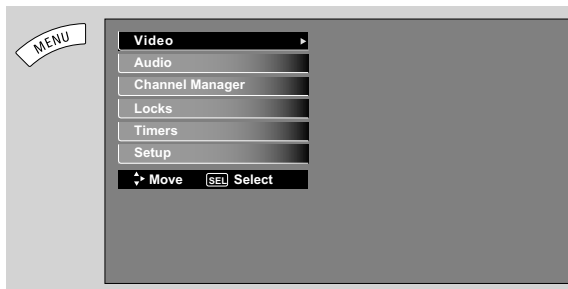 MENU
Video
Audio
Channel Manager
Locks
Timers
Setup
Move SEL Select